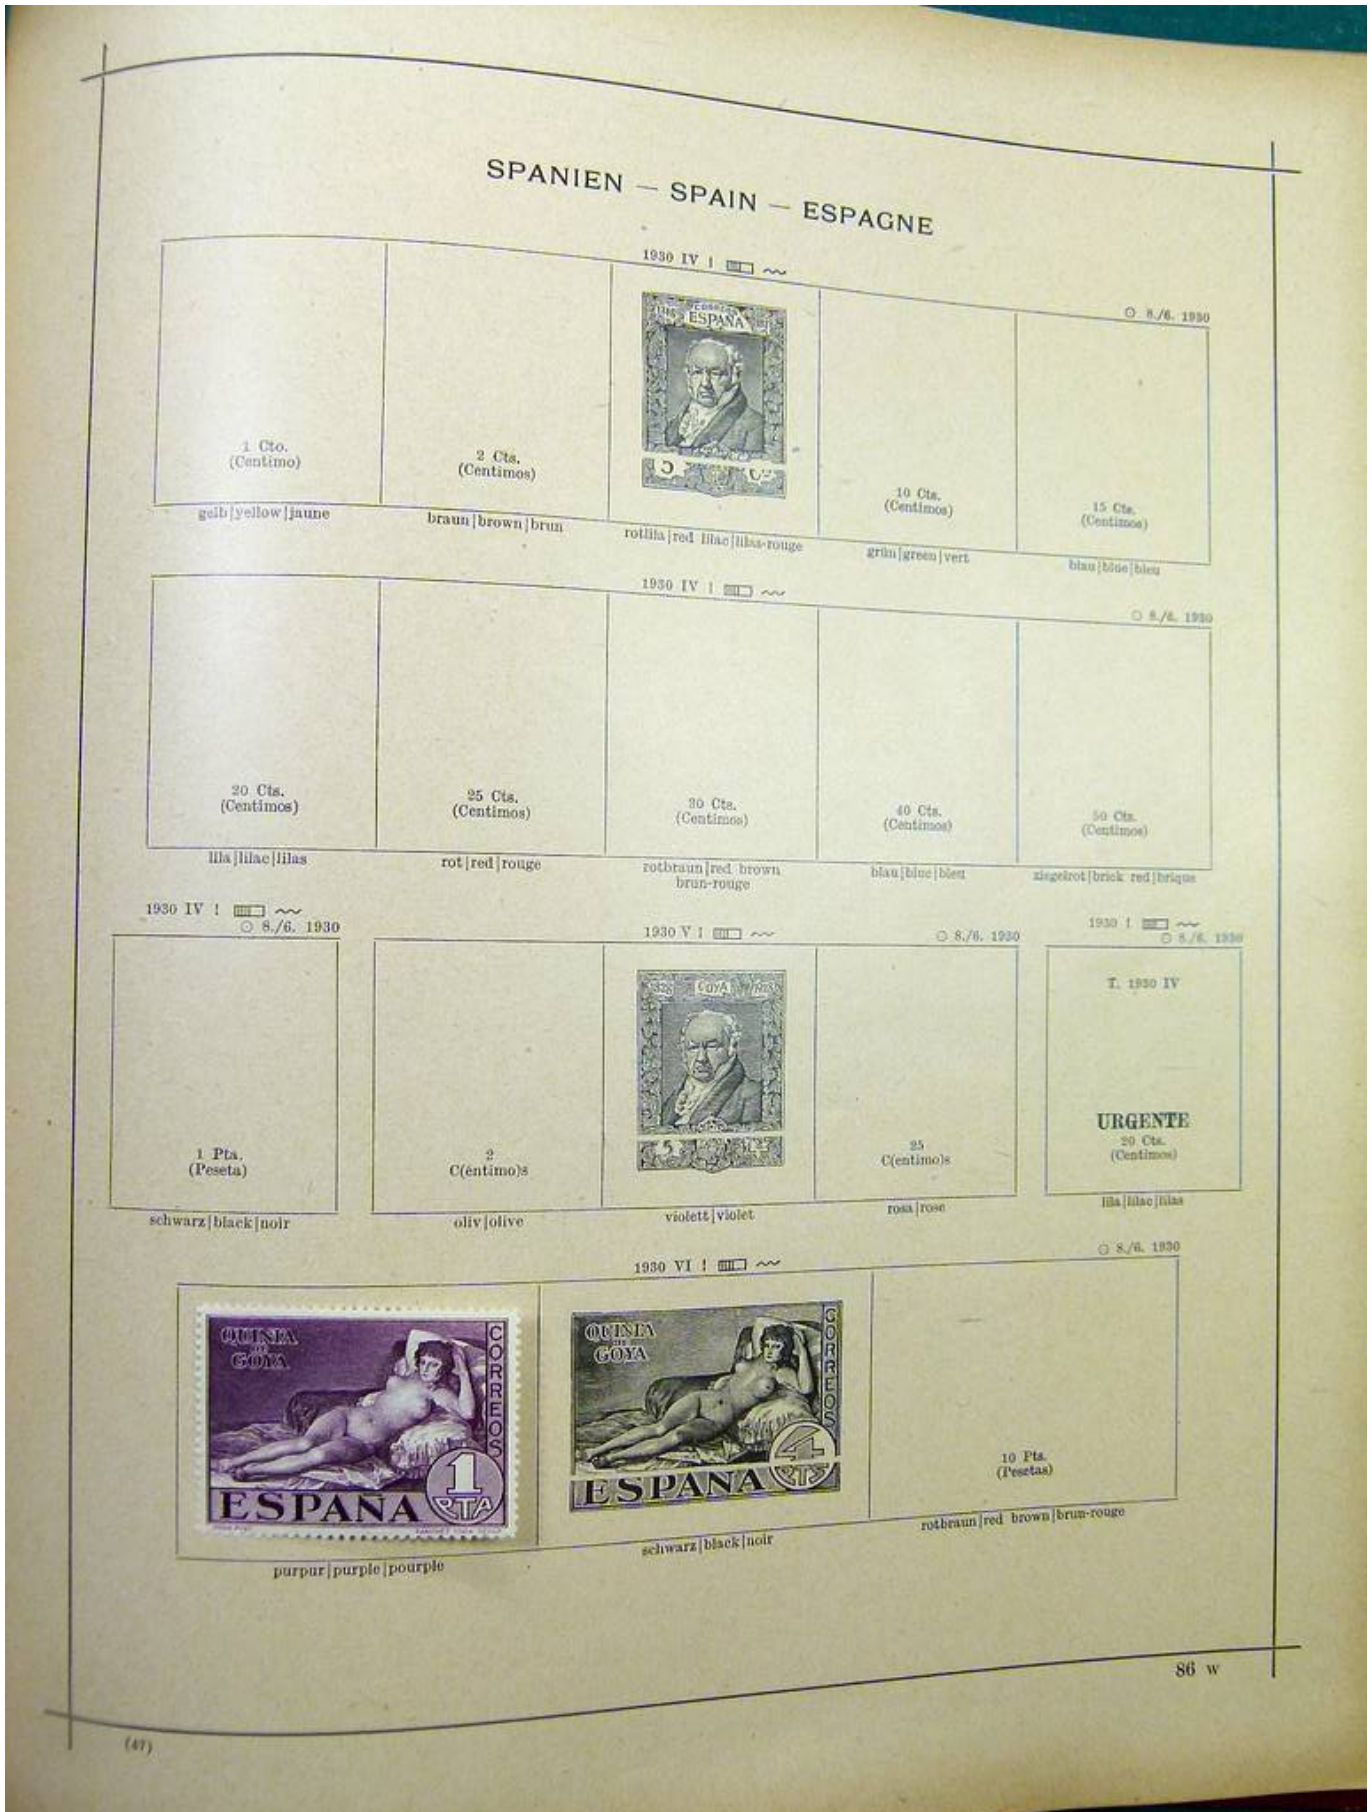 SPANIEN — SPAIN — ESPAGNE
1930 IV !
8./6. 1930
1 Cto.
(Centimo)
2 Cts.
(Centimos)
CORREOS
ESPAÑA
5
10 Cts.
(Centimos)
15 Cts.
(Centimos)
gelb|yellow|jaune
braun|brown|brun
rotlila|red lilac|lilas-rouge
grün|green|vert
blau|blue|bleu
1930 IV !
8./6. 1930
20 Cts.
(Centimos)
25 Cts.
(Centimos)
30 Cts.
(Centimos)
40 Cts.
(Centimos)
50 Cts.
(Centimos)
lila|lilac|lilas
rot|red|rouge
rotbraun|red brown
brun-rouge
blau|blue|bleu
ziegelrot|brick red|brique
1930 IV !
8./6. 1930
1930 V !
8./6. 1930
1930 !
8./6. 1930
1 Pta.
(Peseta)
2
C(éntimo)s
GOYA
5
25
C(entimo)s
T. 1930 IV
URGENTE
20 Cts.
(Centimos)
schwarz|black|noir
oliv|olive
violett|violet
rosa|rose
lila|lilac|lilas
1930 VI !
8./6. 1930
QUINTA
DE
GOYA
CORREOS
1
PTA
ESPAÑA
QUINTA
DE
GOYA
CORREOS
4
PTS
ESPAÑA
10 Pts.
(Pesetas)
purpur|purple|pourple
schwarz|black|noir
rotbraun|red brown|brun-rouge
86 w
(47)